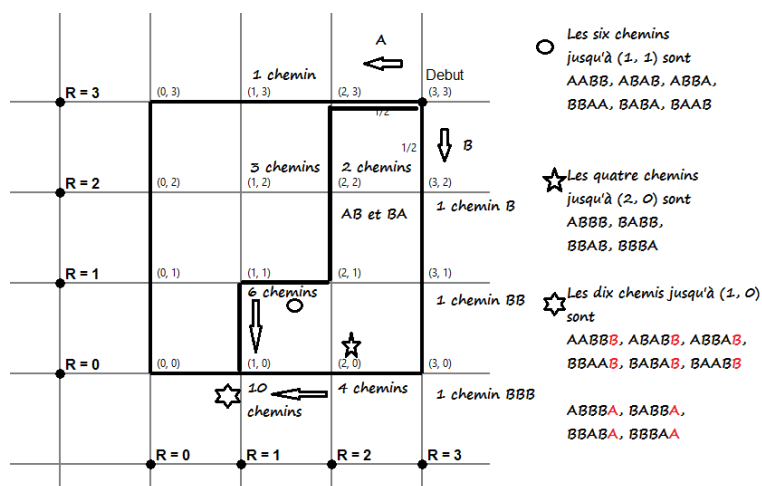 A
1 chemin
Debut
R = 3
(0, 3)
(1, 3)
(2, 3)
(3, 3)
1/2
1/2
B
3 chemins
2 chemins
R = 2
(0, 2)
(1, 2)
(2, 2)
(3, 2)
AB et BA
1 chemin B
R = 1
(0, 1)
(1, 1)
(2, 1)
(3, 1)
6 chemins
1 chemin BB
R = 0
(0, 0)
(1, 0)
(2, 0)
(3, 0)
10
chemins
4 chemins
1 chemin BBB
R = 0
R = 1
R = 2
R = 3
Les six chemins
jusqu'à (1, 1) sont
AABB, ABAB, ABBA,
BBAA, BABA, BAAB
Les quatre chemins
jusqu'à (2, 0) sont
ABBB, BABB,
BBAB, BBBA
Les dix chemis jusqu'à (1, 0)
sont
AABBB, ABABB, ABBAB,
BBAAB, BABAB, BAABB
ABBBA, BABBA,
BBABA, BBBAA